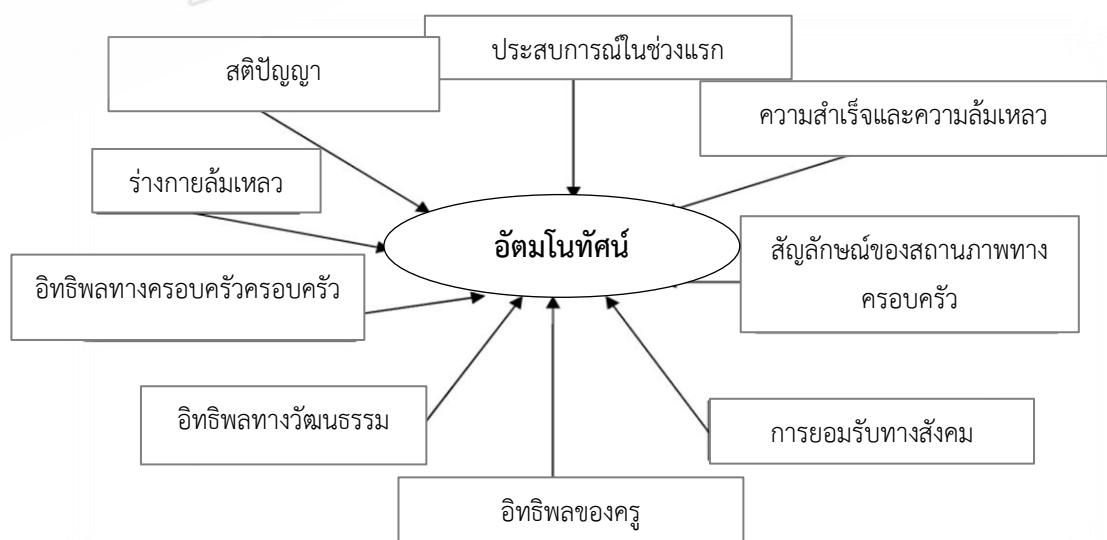 ประสบการณ์ในช่วงแรก
สติปัญญา
ความสำเร็จและความล้มเหลว
ร่างกายล้มเหลว
อัตมโนทัศน์
สัญลักษณ์ของสถานภาพทาง
ครอบครัว
อิทธิพลทางครอบครัวครอบครัว
อิทธิพลทางวัฒนธรรม
การยอมรับทางสังคม
อิทธิพลของครู